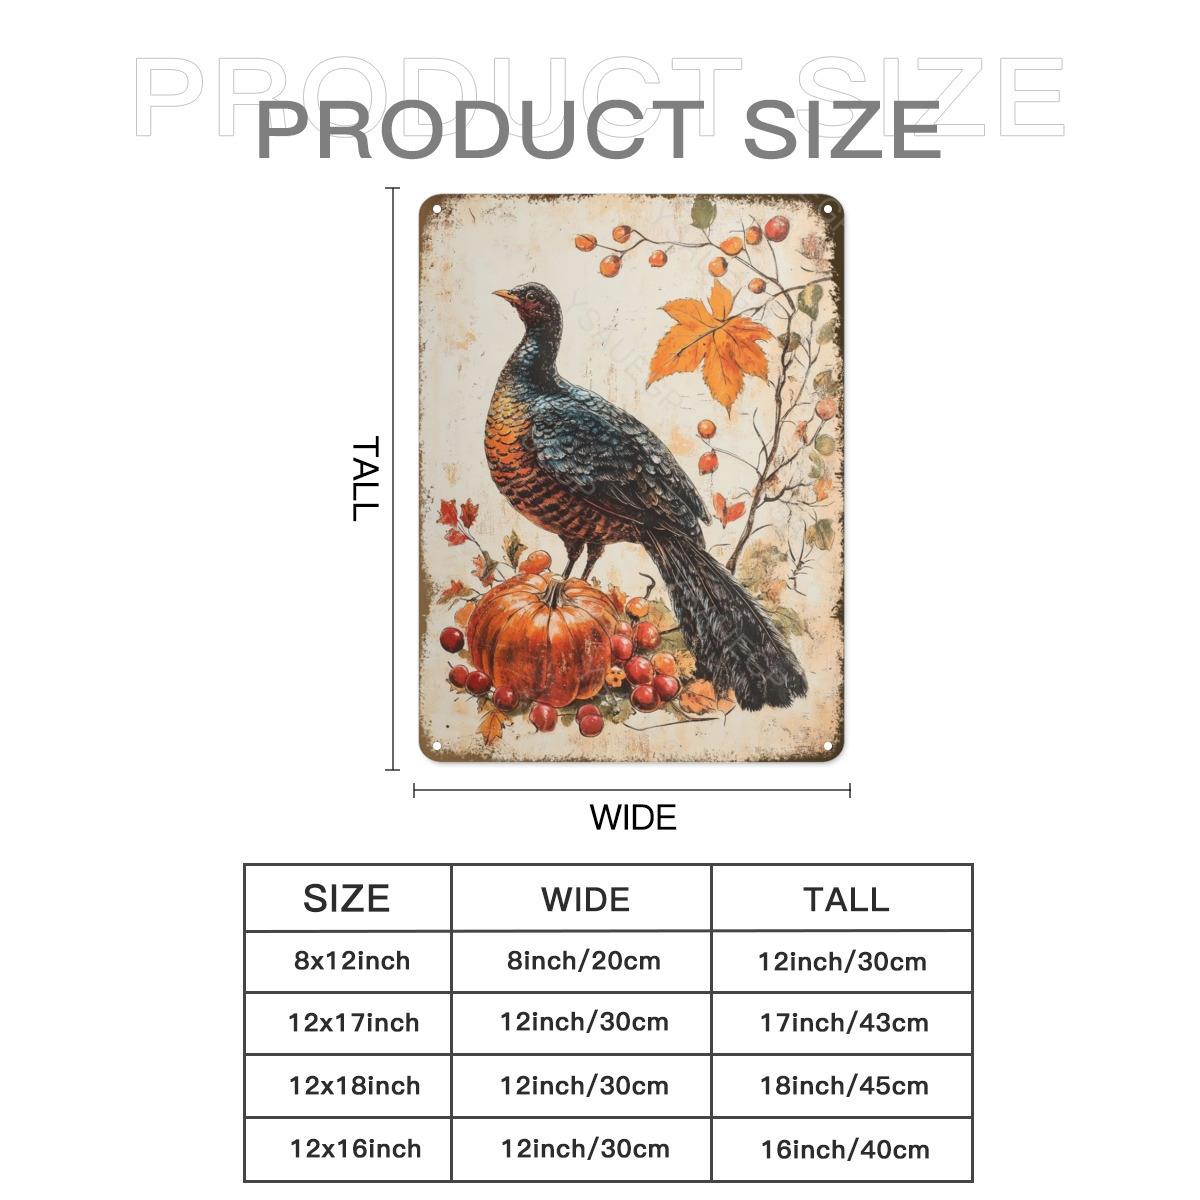 PRODUCT SIZE
PRODUCT SIZE
TALL
WIDE
SIZE WIDE TALL
8x12inch 8inch/20cm 12inch/30cm
12x17inch 12inch/30cm 17inch/43cm
12x18inch 12inch/30cm 18inch/45cm
12x16inch 12inch/30cm 16inch/40cm